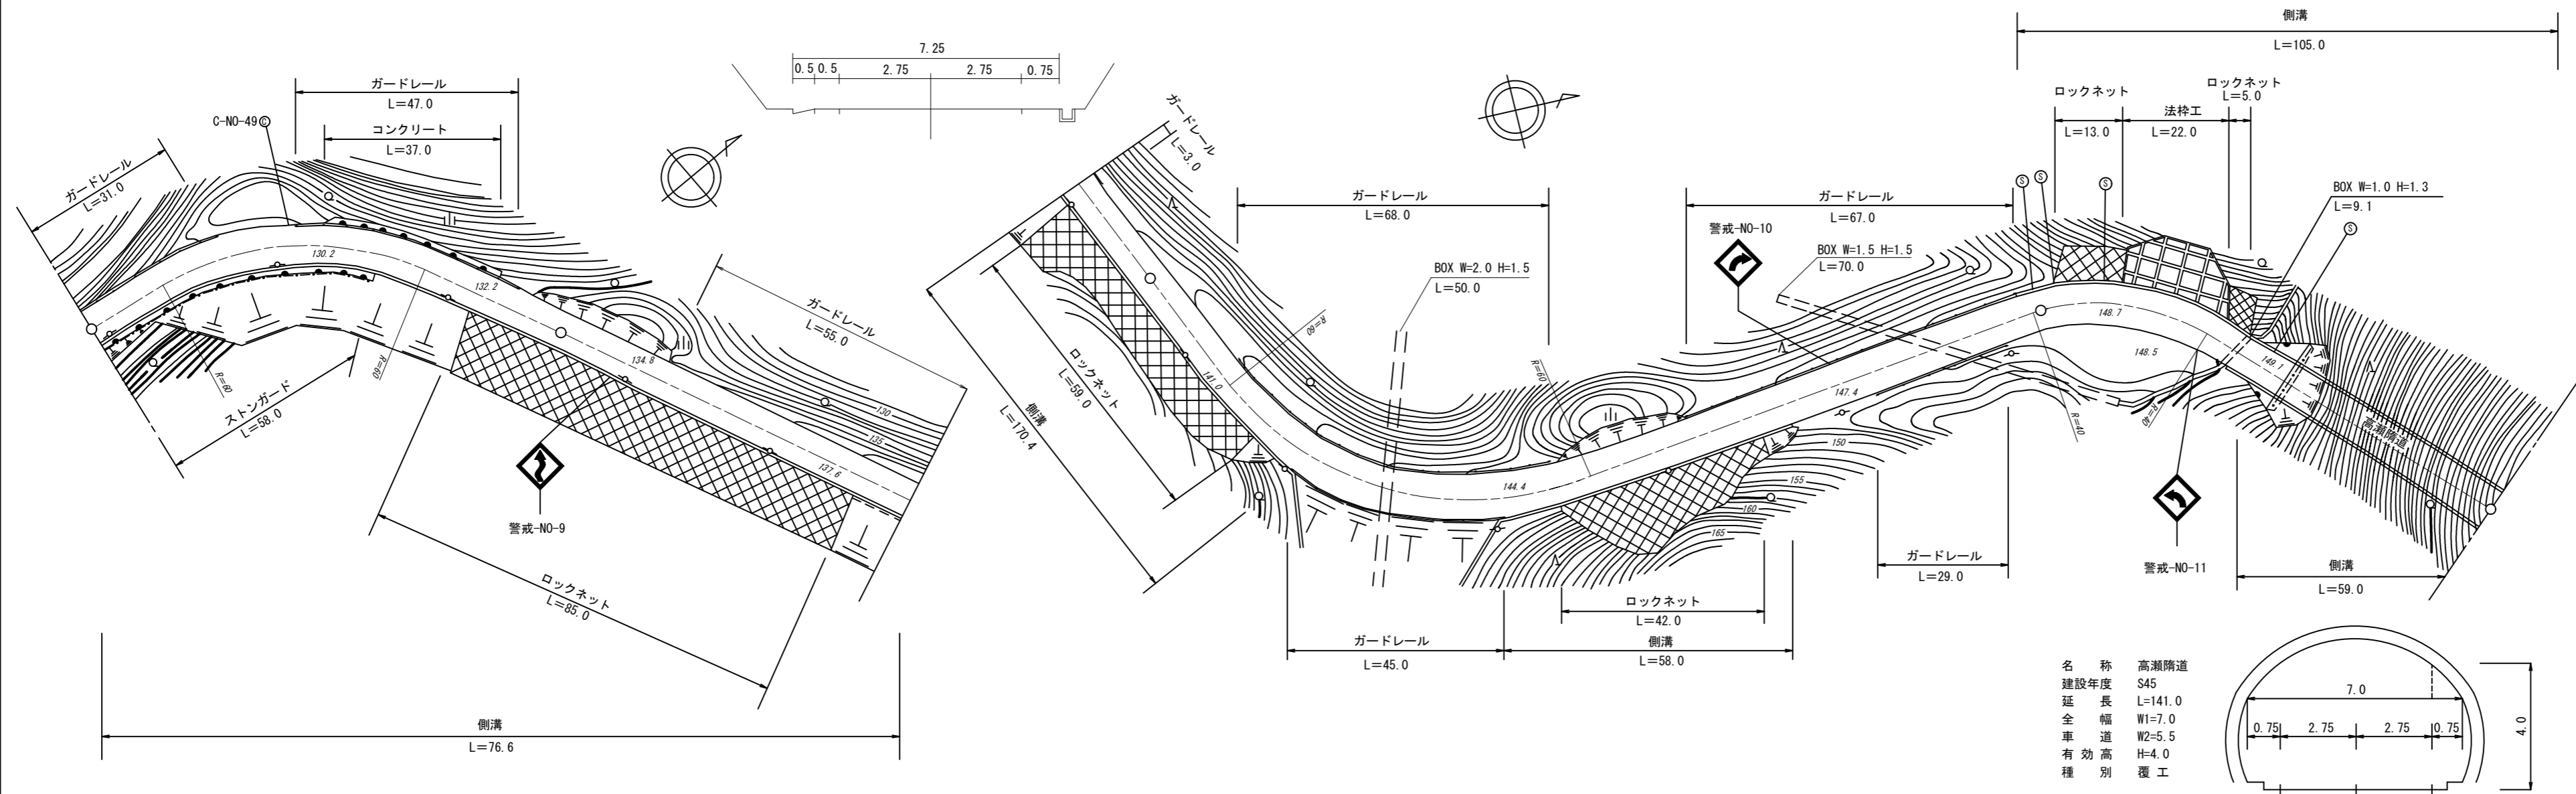 側溝
L=105.0
7.25
0.5 0.5 2.75 2.75 0.75
ガードレール
L=47.0
コンクリート
L=37.0
C-NO-49 Ⓒ
ガードレール
L=31.0
130.2
132.2
134.8
137.6
R=60
R=60
ストンガード
L=58.0
ガードレール
L=55.0
130
135
警戒-NO-9
ロックネット
L=85.0
側溝
L=76.6
ガードレール
L=3.0
ロックネット
L=59.0
側溝
L=170.4
141.0
R=60
ガードレール
L=68.0
BOX W=2.0 H=1.5
L=50.0
R=60
144.4
ガードレール
L=45.0
側溝
L=58.0
ロックネット
L=42.0
ガードレール
L=67.0
警戒-NO-10
BOX W=1.5 H=1.5
L=70.0
147.4
150
155
160
165
ガードレール
L=29.0
ロックネット
L=13.0
法枠工
L=22.0
ロックネット
L=5.0
Ⓢ
Ⓢ
Ⓢ
Ⓢ
BOX W=1.0 H=1.3
L=9.1
148.7
148.5
149.1
R=40
R=40
高瀬隋道
警戒-NO-11
側溝
L=59.0
名称 高瀬隋道
建設年度 S45
延長 L=141.0
全幅 W1=7.0
車道 W2=5.5
有効高 H=4.0
種別 覆工
7.0
0.75 2.75 2.75 0.75
4.0